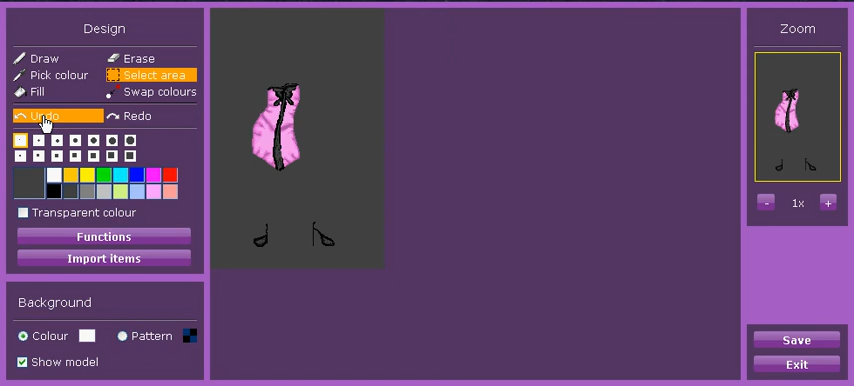 Design
Draw
Erase
Pick colour
Select area
Fill
Swap colours
Undo
Redo
Transparent colour
Functions
Import items
Background
Colour
Pattern
Show model
Zoom
- 1x +
Save
Exit